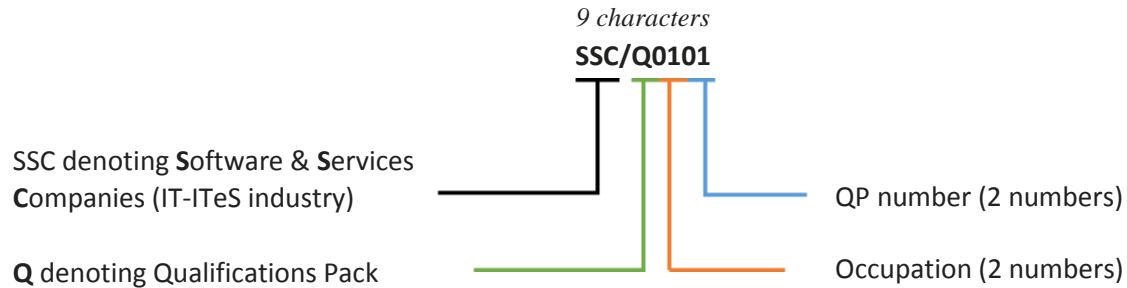 9 characters
SSC/Q0101
SSC denoting Software & Services
Companies (IT-ITeS industry)
QP number (2 numbers)
Q denoting Qualifications Pack
Occupation (2 numbers)